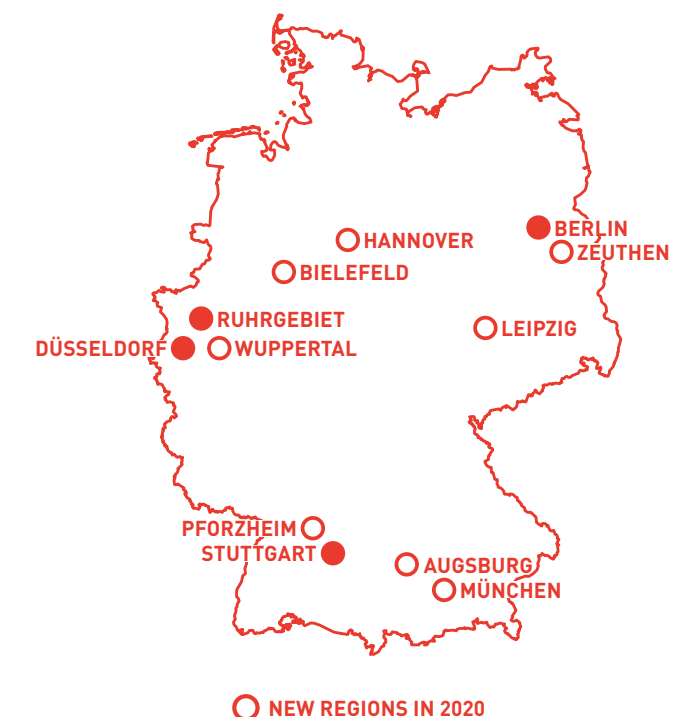 BERLIN
HANNOVER
ZEUTHEN
BIELEFELD
RUHRGEBIET
LEIPZIG
DÜSSELDORF
WUPPERTAL
PFORZHEIM
STUTTGART
AUGSBURG
MÜNCHEN
NEW REGIONS IN 2020